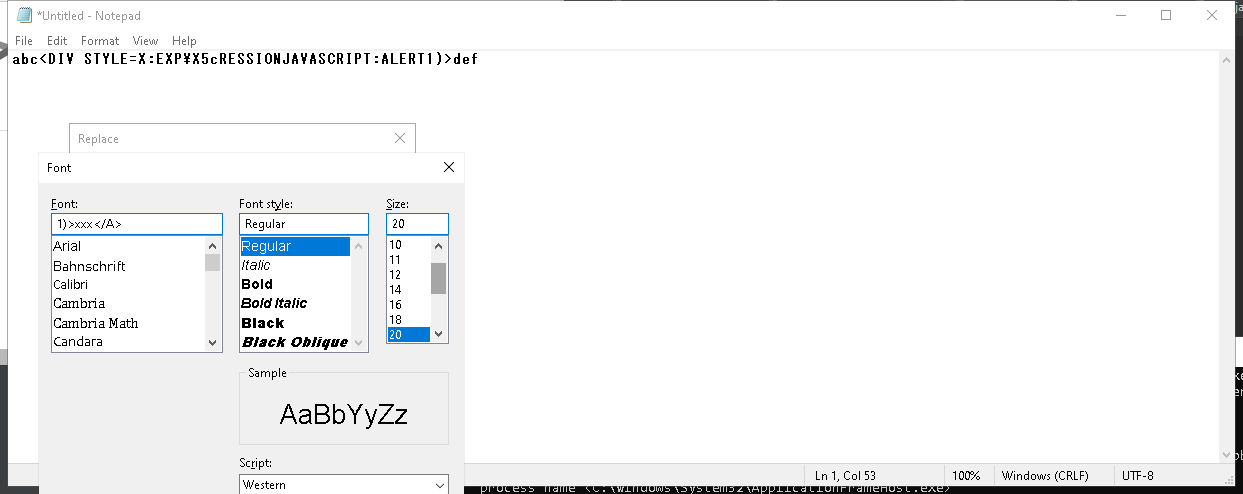 *Untitled - Notepad
File Edit Format View Help
abc<DIV STYLE=X:EXP¥X5cRESSIONJAVASCRIPT:ALERT1)>def
Replace
Font
Font:
1)>xxx</A>
Arial
Bahnschrift
Calibri
Cambria
Cambria Math
Candara
Font style:
Regular
Regular
Italic
Bold
Bold Italic
Black
Black Oblique
Size:
20
10
11
12
14
16
18
20
Sample
AaBbYyZz
Script:
Western
Ln 1, Col 53
100%
Windows (CRLF)
UTF-8
process name <C:\Windows\System32\ApplicationFrameHost.exe>